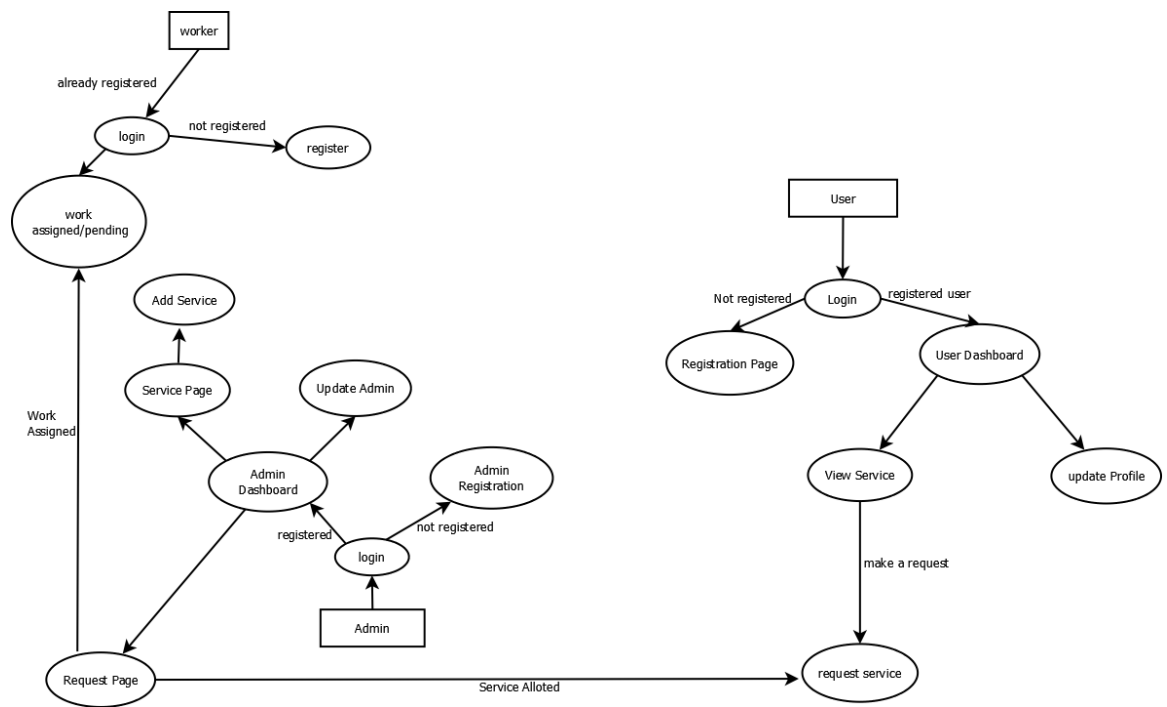 worker
already registered
login
not registered
register
work
assigned/pending
User
Login
Not registered
registered user
Registration Page
User Dashboard
Add Service
Service Page
Update Admin
Work
Assigned
Admin
Dashboard
Admin
Registration
registered
not registered
login
Admin
View Service
update Profile
make a request
Request Page
Service Alloted
request service